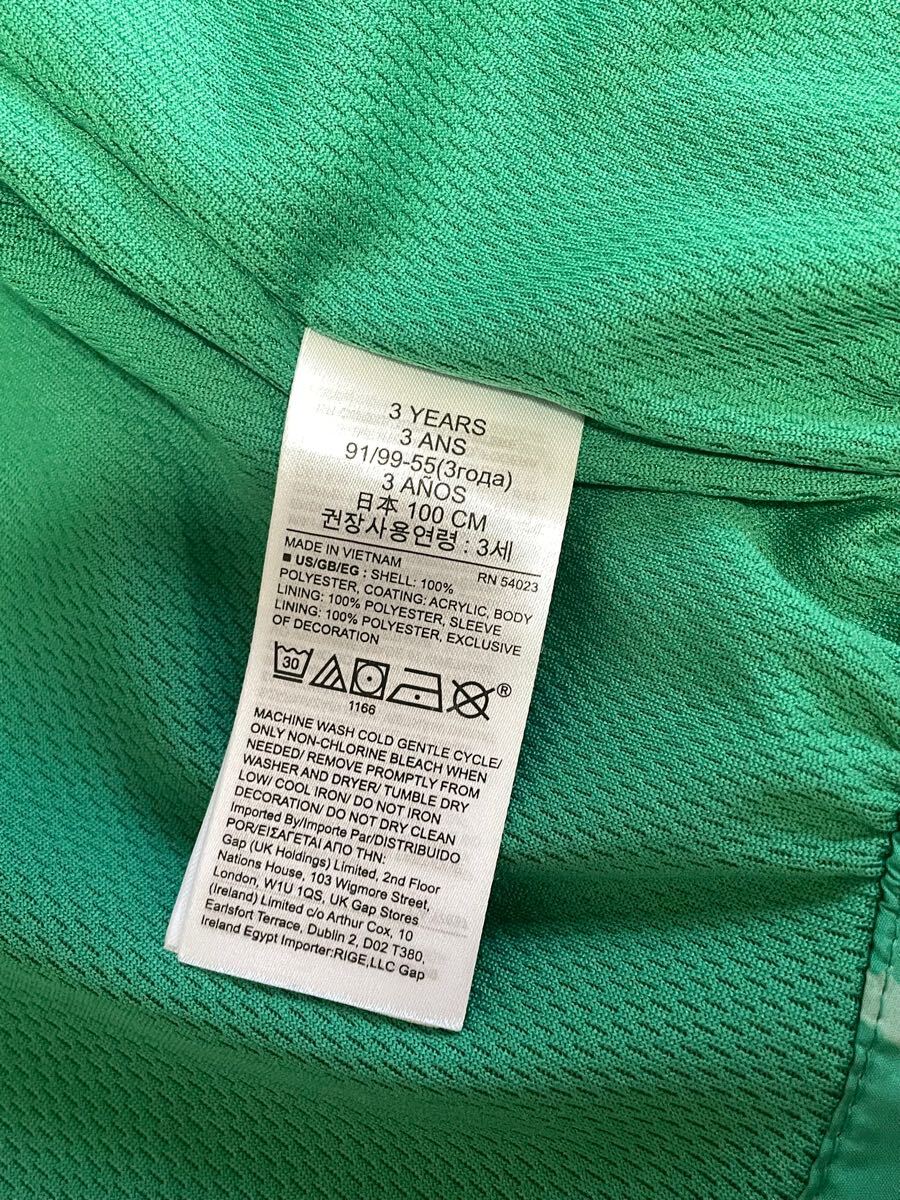 3 YEARS
3 ANS
91/99-55(3года)
3 AÑOS
日本 100 CM
권장사용연령 : 3세
MADE IN VIETNAM
RN 54023
■ US/GB/EG : SHELL: 100%
POLYESTER, COATING: ACRYLIC, BODY
LINING: 100% POLYESTER, SLEEVE
LINING: 100% POLYESTER, EXCLUSIVE
OF DECORATION
30
®
1166
MACHINE WASH COLD GENTLE CYCLE/
ONLY NON-CHLORINE BLEACH WHEN
NEEDED/ REMOVE PROMPTLY FROM
WASHER AND DRYER/ TUMBLE DRY
LOW/ COOL IRON/ DO NOT IRON
DECORATION/ DO NOT DRY CLEAN
Imported By/Importe Par/DISTRIBUIDO
POR/ΕΙΣΑΓΕΤΑΙ ΑΠΟ ΤΗΝ:
Gap (UK Holdings) Limited, 2nd Floor
Nations House, 103 Wigmore Street,
London, W1U 1QS, UK Gap Stores
(Ireland) Limited c/o Arthur Cox, 10
Earlsfort Terrace, Dublin 2, D02 T380,
Ireland Egypt Importer:RIGE,LLC Gap